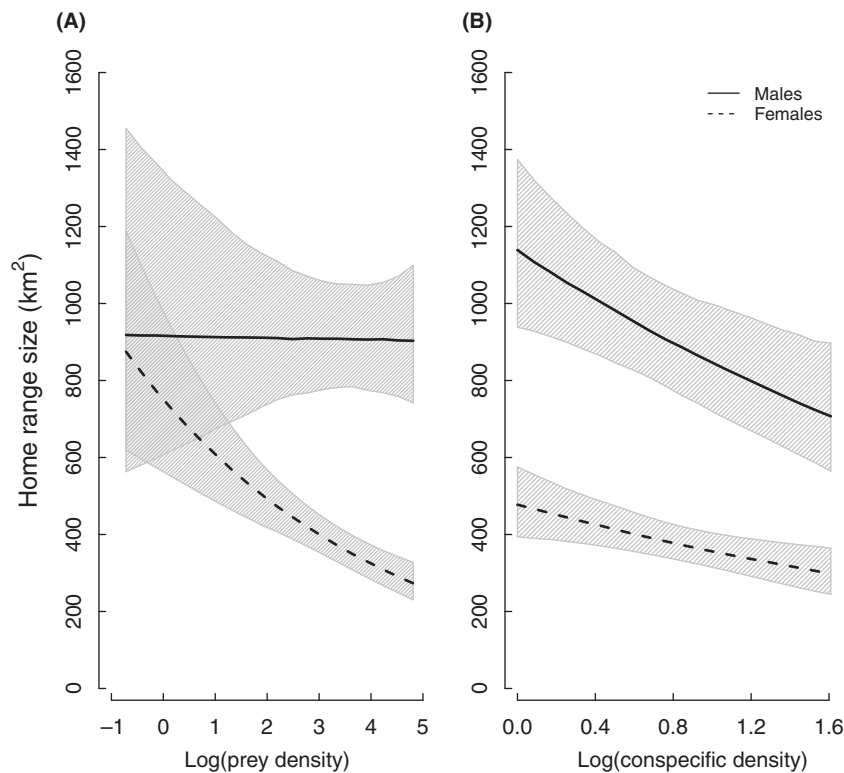 (A)
(B)
Home range size (km²)
1600
1400
1200
1000
800
600
400
200
0
–1 0 1 2 3 4 5
Log(prey density)
1600
1400
1200
1000
800
600
400
200
0
Males
Females
0.0 0.4 0.8 1.2 1.6
Log(conspecific density)